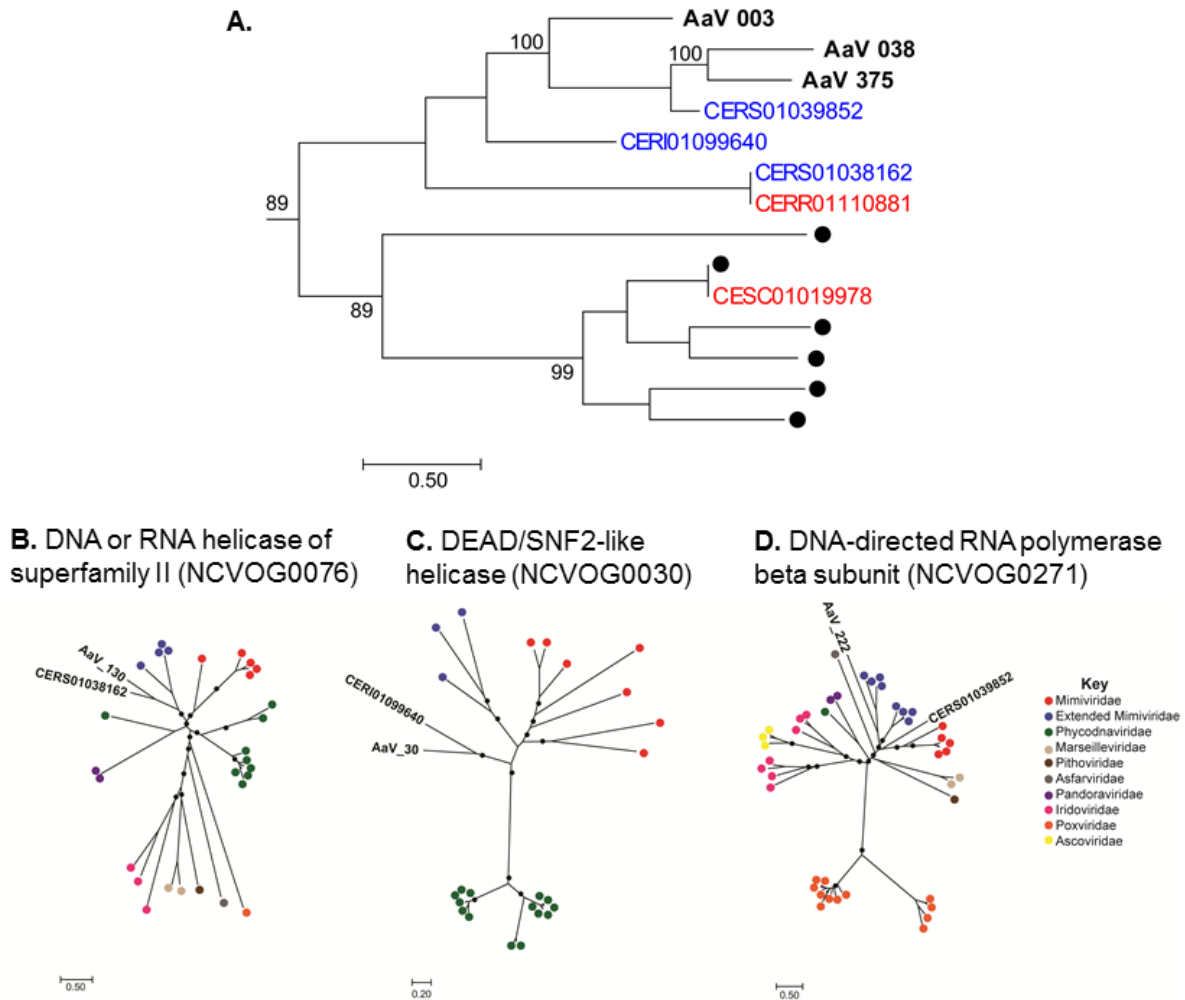 A.
AaV 003
100
100
AaV 038
AaV 375
CERS01039852
CERI01099640
CERS01038162
89
CERR01110881
CESC01019978
89
99
0.50
B. DNA or RNA helicase of
superfamily II (NCVOG0076)
C. DEAD/SNF2-like
helicase (NCVOG0030)
D. DNA-directed RNA polymerase
beta subunit (NCVOG0271)
AaV_130
CERS01038162
0.50
CERI01099640
AaV_30
0.20
AaV_222
CERS01039852
0.50
Key
Mimiviridae
Extended Mimiviridae
Phycodnaviridae
Marseilleviridae
Pithoviridae
Asfarviridae
Pandoraviridae
Iridoviridae
Poxviridae
Ascoviridae